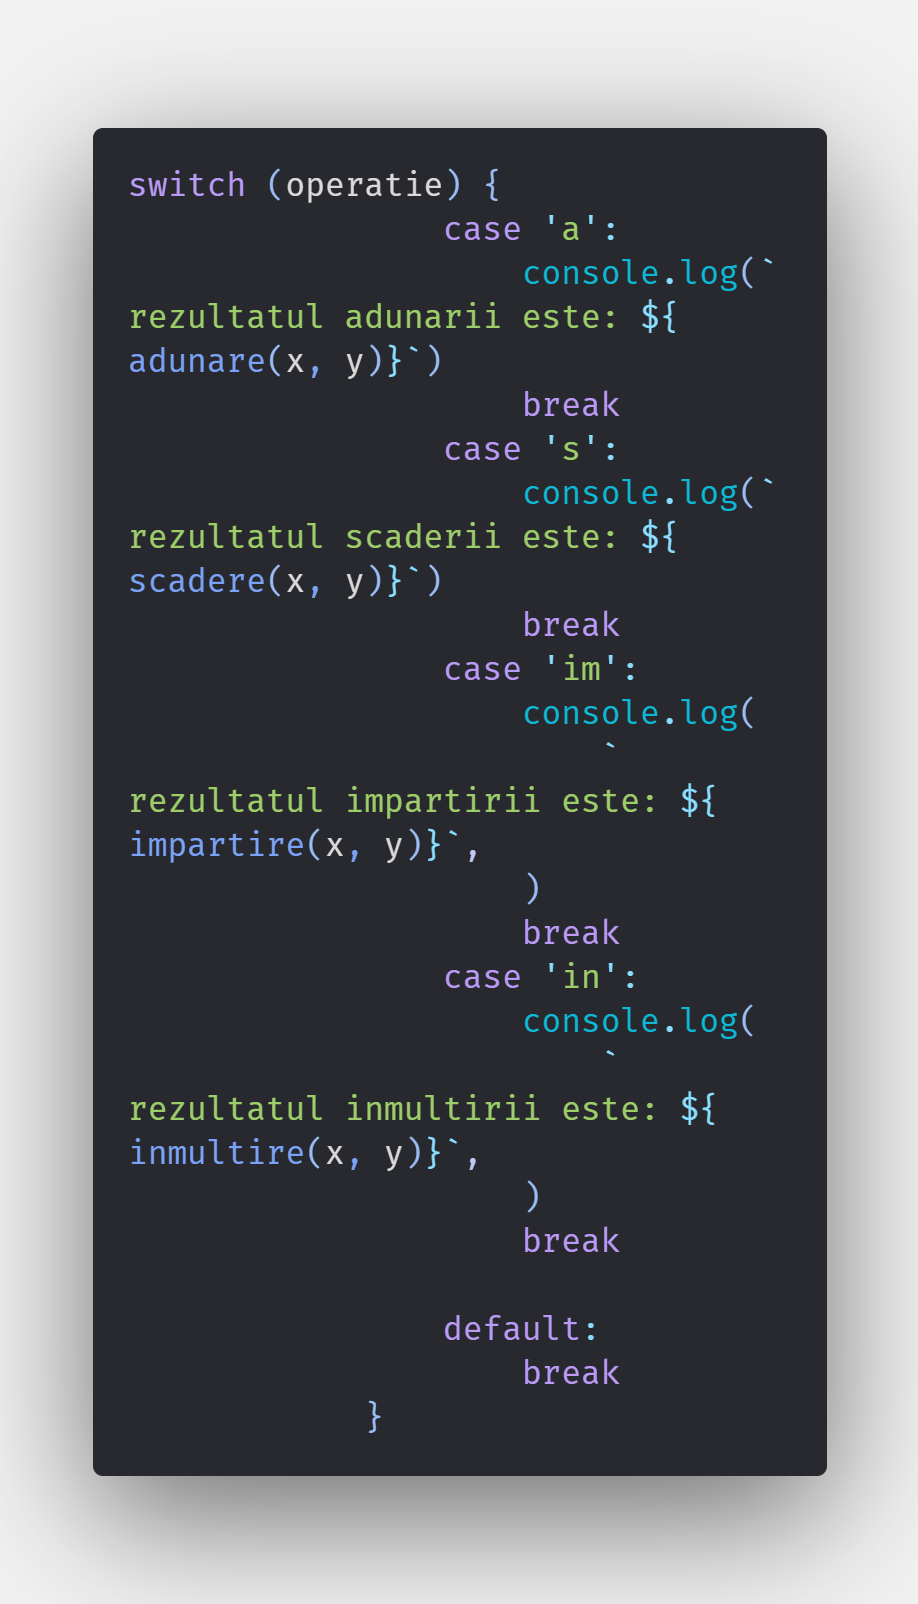 switch (operatie) {
                case 'a':
                    console.log(`
rezultatul adunarii este: ${
adunare(x, y)}`)
                    break
                case 's':
                    console.log(`
rezultatul scaderii este: ${
scadere(x, y)}`)
                    break
                case 'im':
                    console.log(
                        `
rezultatul impartirii este: ${
impartire(x, y)}`,
                    )
                    break
                case 'in':
                    console.log(
                        `
rezultatul inmultirii este: ${
inmultire(x, y)}`,
                    )
                    break

                default:
                    break
            }